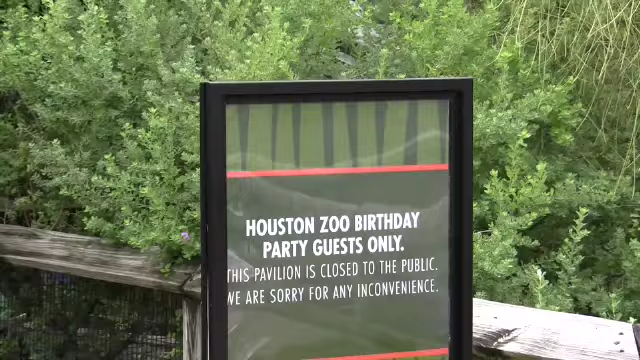 HOUSTON ZOO BIRTHDAY
PARTY GUESTS ONLY.
THIS PAVILION IS CLOSED TO THE PUBLIC.
WE ARE SORRY FOR ANY INCONVENIENCE.